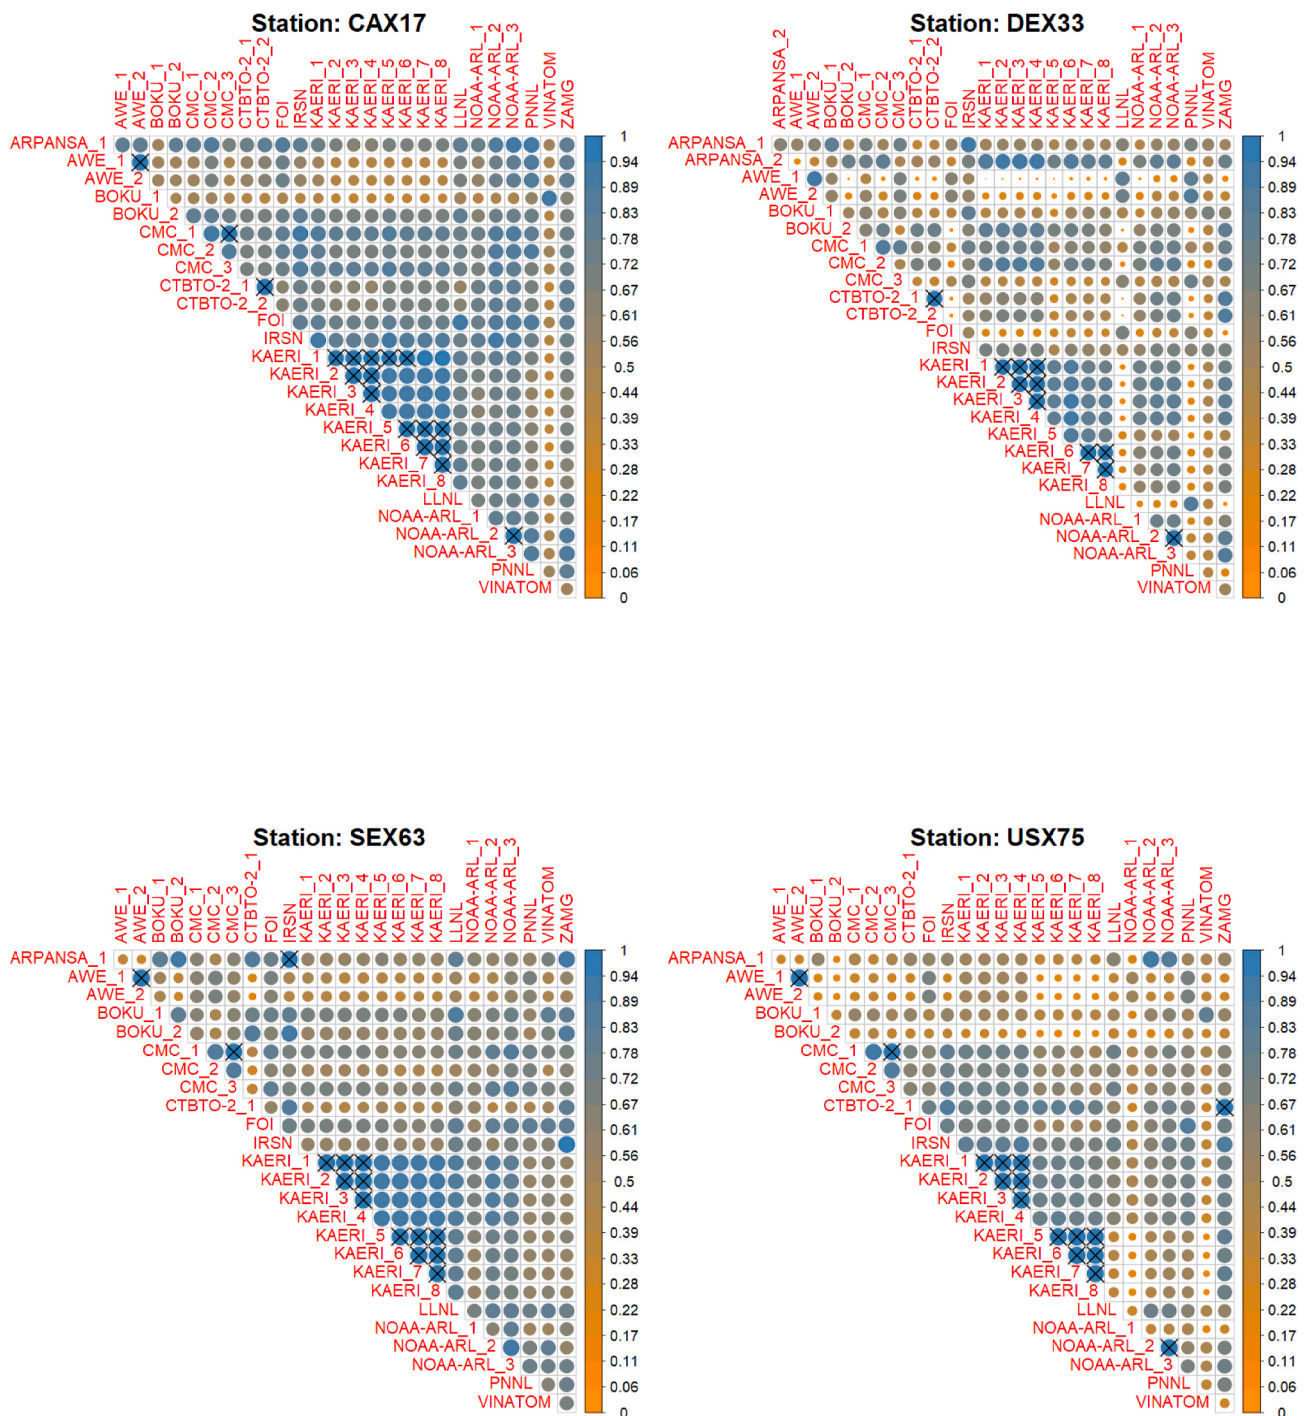 Station: CAX17
AWE_1
AWE_2
BOKU_1
BOKU_2
CMC_1
CMC_2
CMC_3
CTBTO-2_1
CTBTO-2_2
FOI
IRSN
KAERI_1
KAERI_2
KAERI_3
KAERI_4
KAERI_5
KAERI_6
KAERI_7
KAERI_8
LLNL
NOAA-ARL_1
NOAA-ARL_2
NOAA-ARL_3
PNNL
VINATOM
ZAMG
ARPANSA_1
AWE_1
AWE_2
BOKU_1
BOKU_2
CMC_1
CMC_2
CMC_3
CTBTO-2_1
CTBTO-2_2
FOI
IRSN
KAERI_1
KAERI_2
KAERI_3
KAERI_4
KAERI_5
KAERI_6
KAERI_7
KAERI_8
LLNL
NOAA-ARL_1
NOAA-ARL_2
NOAA-ARL_3
PNNL
VINATOM
1
0.94
0.89
0.83
0.78
0.72
0.67
0.61
0.56
0.5
0.44
0.39
0.33
0.28
0.22
0.17
0.11
0.06
0
Station: DEX33
ARPANSA_2
AWE_1
AWE_2
BOKU_1
BOKU_2
CMC_1
CMC_2
CMC_3
CTBTO-2_1
CTBTO-2_2
FOI
IRSN
KAERI_1
KAERI_2
KAERI_3
KAERI_4
KAERI_5
KAERI_6
KAERI_7
KAERI_8
LLNL
NOAA-ARL_1
NOAA-ARL_2
NOAA-ARL_3
PNNL
VINATOM
ZAMG
ARPANSA_1
ARPANSA_2
AWE_1
AWE_2
BOKU_1
BOKU_2
CMC_1
CMC_2
CMC_3
CTBTO-2_1
CTBTO-2_2
FOI
IRSN
KAERI_1
KAERI_2
KAERI_3
KAERI_4
KAERI_5
KAERI_6
KAERI_7
KAERI_8
LLNL
NOAA-ARL_1
NOAA-ARL_2
NOAA-ARL_3
PNNL
VINATOM
1
0.94
0.89
0.83
0.78
0.72
0.67
0.61
0.56
0.5
0.44
0.39
0.33
0.28
0.22
0.17
0.11
0.06
0
Station: SEX63
AWE_1
AWE_2
BOKU_1
BOKU_2
CMC_1
CMC_2
CMC_3
CTBTO-2_1
FOI
IRSN
KAERI_1
KAERI_2
KAERI_3
KAERI_4
KAERI_5
KAERI_6
KAERI_7
KAERI_8
LLNL
NOAA-ARL_1
NOAA-ARL_2
NOAA-ARL_3
PNNL
VINATOM
ZAMG
ARPANSA_1
AWE_1
AWE_2
BOKU_1
BOKU_2
CMC_1
CMC_2
CMC_3
CTBTO-2_1
FOI
IRSN
KAERI_1
KAERI_2
KAERI_3
KAERI_4
KAERI_5
KAERI_6
KAERI_7
KAERI_8
LLNL
NOAA-ARL_1
NOAA-ARL_2
NOAA-ARL_3
PNNL
VINATOM
1
0.94
0.89
0.83
0.78
0.72
0.67
0.61
0.56
0.5
0.44
0.39
0.33
0.28
0.22
0.17
0.11
0.06
0
Station: USX75
AWE_1
AWE_2
BOKU_1
BOKU_2
CMC_1
CMC_2
CMC_3
CTBTO-2_1
FOI
IRSN
KAERI_1
KAERI_2
KAERI_3
KAERI_4
KAERI_5
KAERI_6
KAERI_7
KAERI_8
LLNL
NOAA-ARL_1
NOAA-ARL_2
NOAA-ARL_3
PNNL
VINATOM
ZAMG
ARPANSA_1
AWE_1
AWE_2
BOKU_1
BOKU_2
CMC_1
CMC_2
CMC_3
CTBTO-2_1
FOI
IRSN
KAERI_1
KAERI_2
KAERI_3
KAERI_4
KAERI_5
KAERI_6
KAERI_7
KAERI_8
LLNL
NOAA-ARL_1
NOAA-ARL_2
NOAA-ARL_3
PNNL
VINATOM
1
0.94
0.89
0.83
0.78
0.72
0.67
0.61
0.56
0.5
0.44
0.39
0.33
0.28
0.22
0.17
0.11
0.06
0